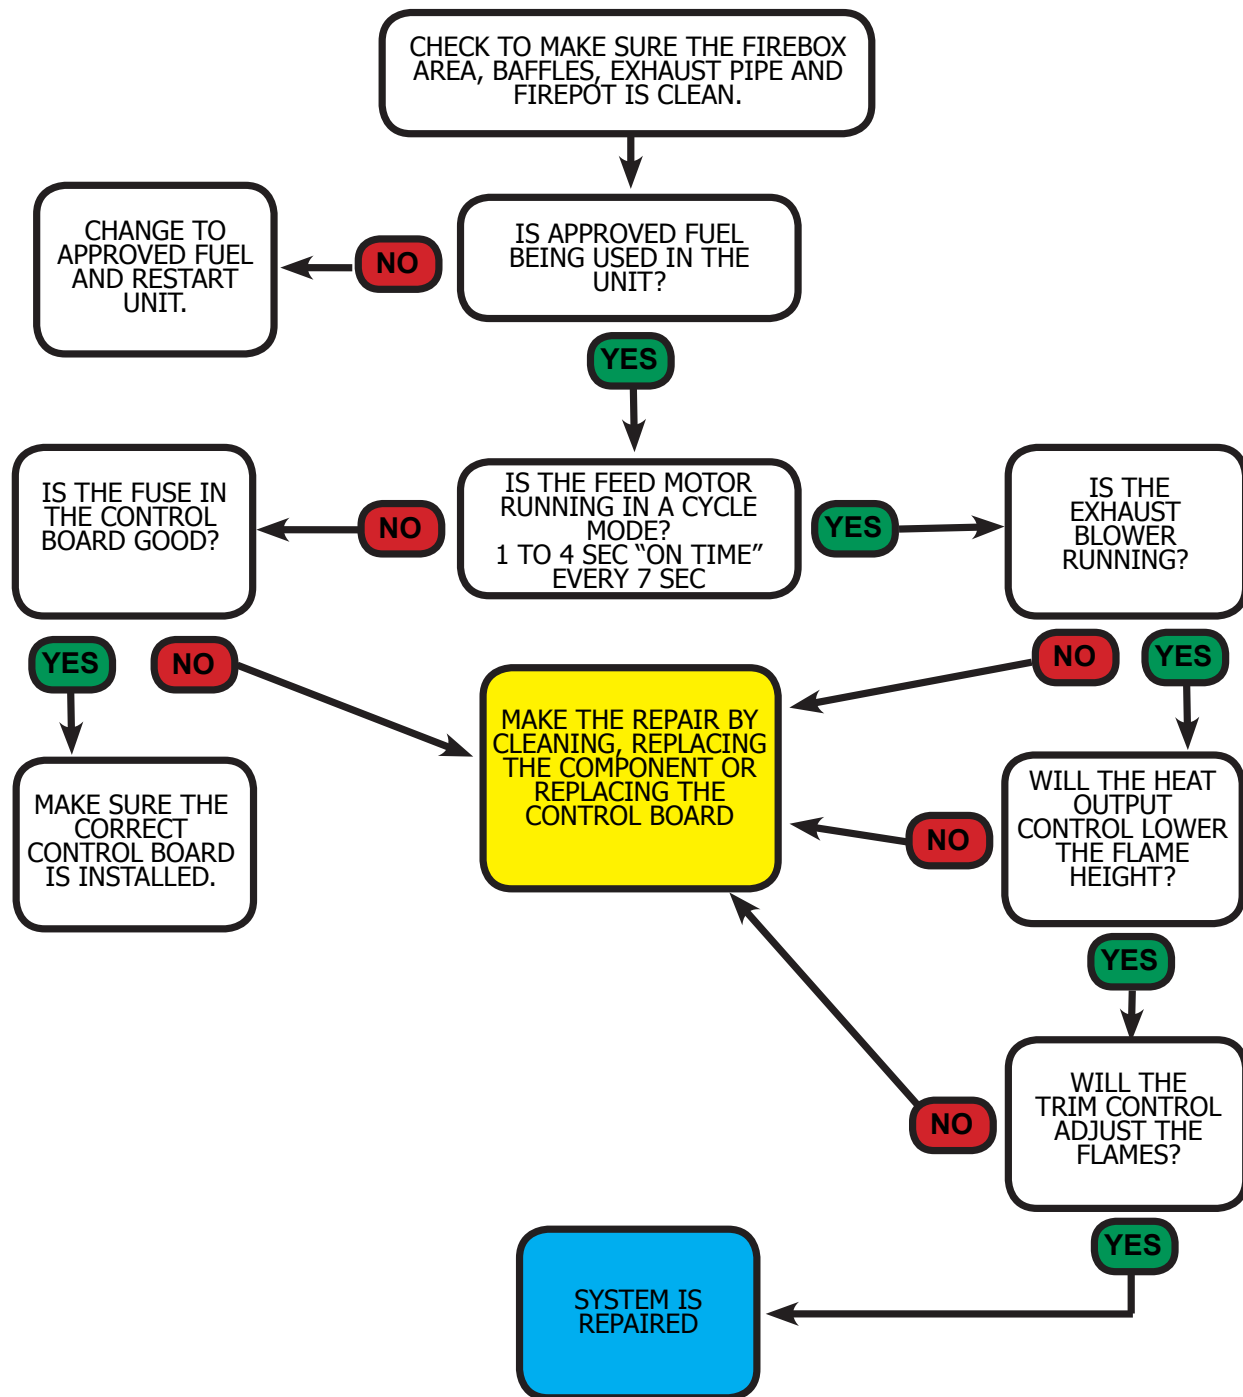 CHECK TO MAKE SURE THE FIREBOX
AREA, BAFFLES, EXHAUST PIPE AND
FIREPOT IS CLEAN.
CHANGE TO
APPROVED FUEL
AND RESTART
UNIT.
NO
IS APPROVED FUEL
BEING USED IN THE
UNIT?
YES
IS THE FUSE IN
THE CONTROL
BOARD GOOD?
NO
IS THE FEED MOTOR
RUNNING IN A CYCLE
MODE?
1 TO 4 SEC “ON TIME”
EVERY 7 SEC
YES
IS THE
EXHAUST
BLOWER
RUNNING?
YES
NO
NO
YES
MAKE THE REPAIR BY
CLEANING, REPLACING
THE COMPONENT OR
REPLACING THE
CONTROL BOARD
MAKE SURE THE
CORRECT
CONTROL BOARD
IS INSTALLED.
NO
WILL THE HEAT
OUTPUT
CONTROL LOWER
THE FLAME
HEIGHT?
YES
NO
WILL THE
TRIM CONTROL
ADJUST THE
FLAMES?
YES
SYSTEM IS
REPAIRED